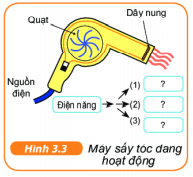 Quạt
Dây nung
Nguồn
điện
Điện năng
(1) ?
(2) ?
(3) ?
Hình 3.3 Máy sấy tóc đang
hoạt động